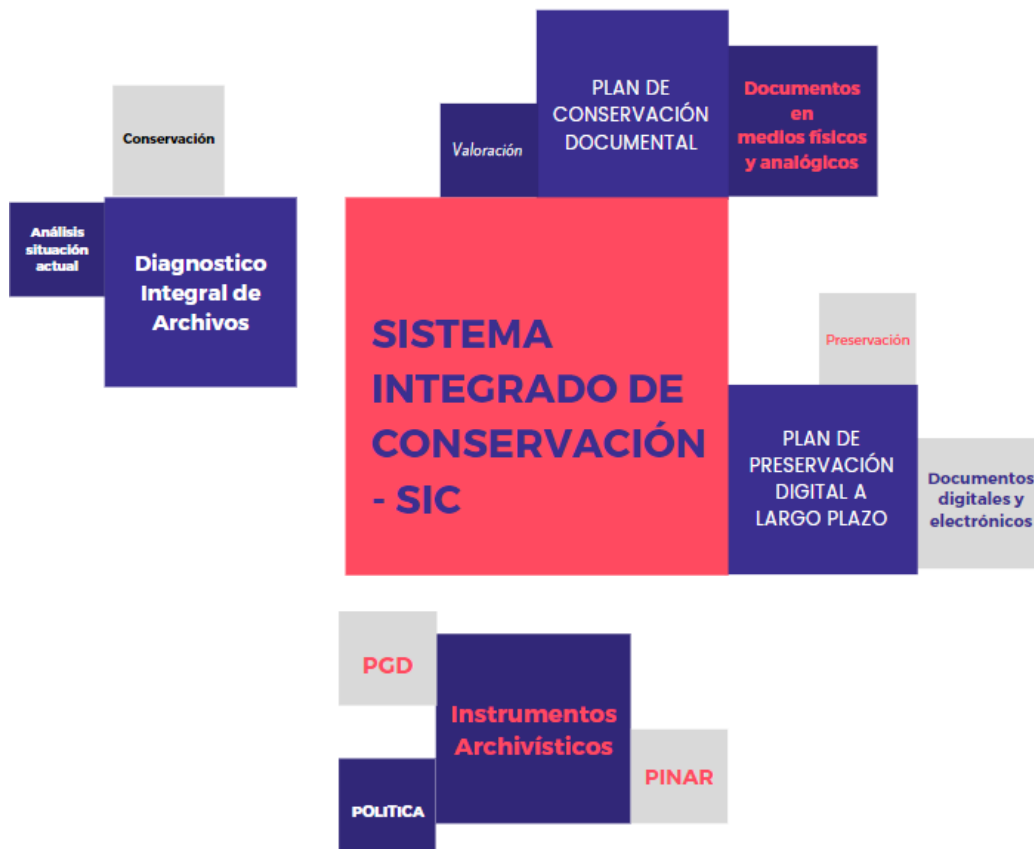 Conservación
Análisis
situación
actual
Diagnostico
Integral de
Archivos
Valoración
PLAN DE
CONSERVACIÓN
DOCUMENTAL
Documentos
en
medios físicos
y analógicos
SISTEMA
INTEGRADO DE
CONSERVACIÓN
- SIC
Preservación
PLAN DE
PRESERVACIÓN
DIGITAL A
LARGO PLAZO
Documentos
digitales y
electrónicos
PGD
Instrumentos
Archivísticos
POLITICA
PINAR